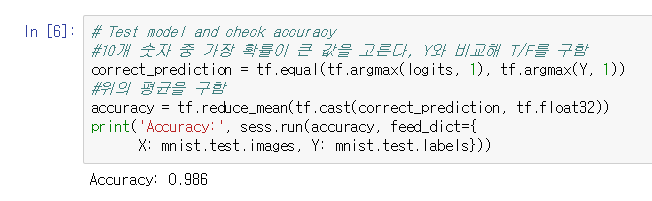 In [6]:
# Test model and check accuracy
#10개 숫자 중 가장 확률이 큰 값을 고른다, Y와 비교해 T/F를 구함
correct_prediction = tf.equal(tf.argmax(logits, 1), tf.argmax(Y, 1))
#위의 평균을 구함
accuracy = tf.reduce_mean(tf.cast(correct_prediction, tf.float32))
print('Accuracy:', sess.run(accuracy, feed_dict={
X: mnist.test.images, Y: mnist.test.labels}))
Accuracy: 0.986